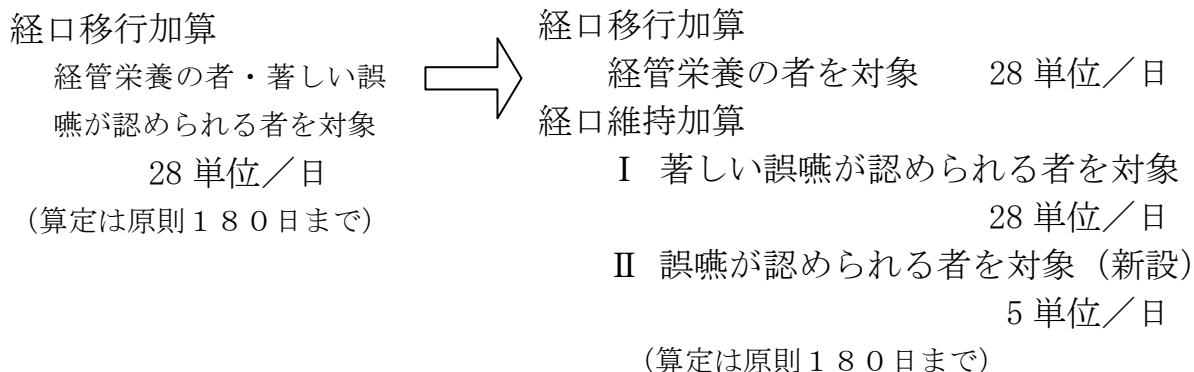 経口移行加算
経管栄養の者・著しい誤
嚥が認められる者を対象
28 単位／日
（算定は原則１８０日まで）
経口移行加算
経管栄養の者を対象　　28 単位／日
経口維持加算
Ⅰ　著しい誤嚥が認められる者を対象
28 単位／日
Ⅱ　誤嚥が認められる者を対象（新設）
5 単位／日
（算定は原則１８０日まで）